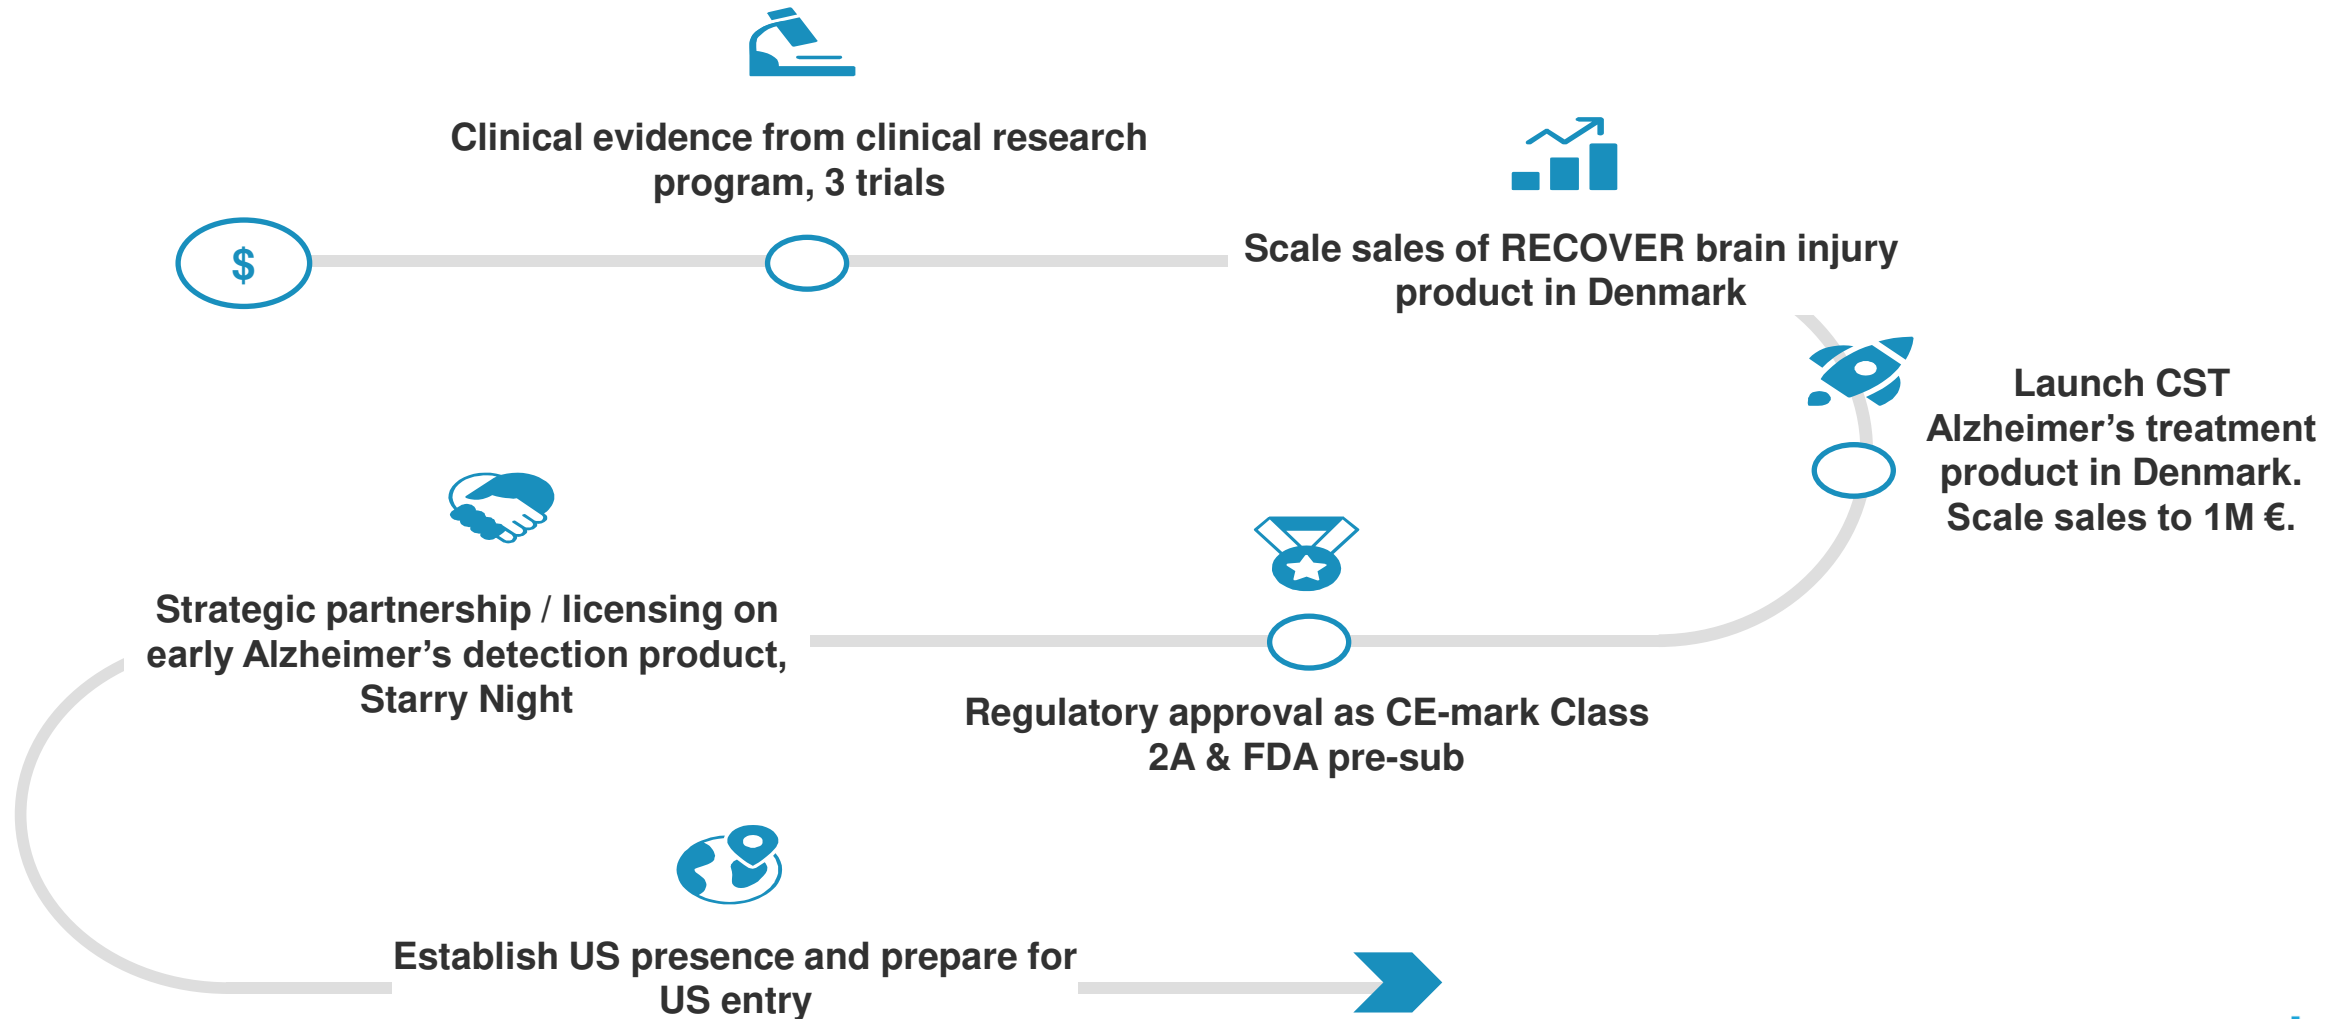 Clinical evidence from clinical research
program, 3 trials
$
Scale sales of RECOVER brain injury
product in Denmark
Launch CST
Alzheimer’s treatment
product in Denmark.
Scale sales to 1M €.
Strategic partnership / licensing on
early Alzheimer’s detection product,
Starry Night
Regulatory approval as CE-mark Class
2A & FDA pre-sub
Establish US presence and prepare for
US entry